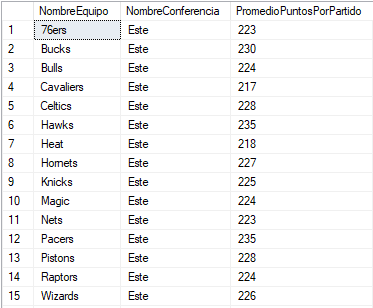 NombreEquipo NombreConferencia PromedioPuntosPorPartido
1 76ers Este 223
2 Bucks Este 230
3 Bulls Este 224
4 Cavaliers Este 217
5 Celtics Este 228
6 Hawks Este 235
7 Heat Este 218
8 Hornets Este 227
9 Knicks Este 225
10 Magic Este 224
11 Nets Este 223
12 Pacers Este 235
13 Pistons Este 228
14 Raptors Este 224
15 Wizards Este 226